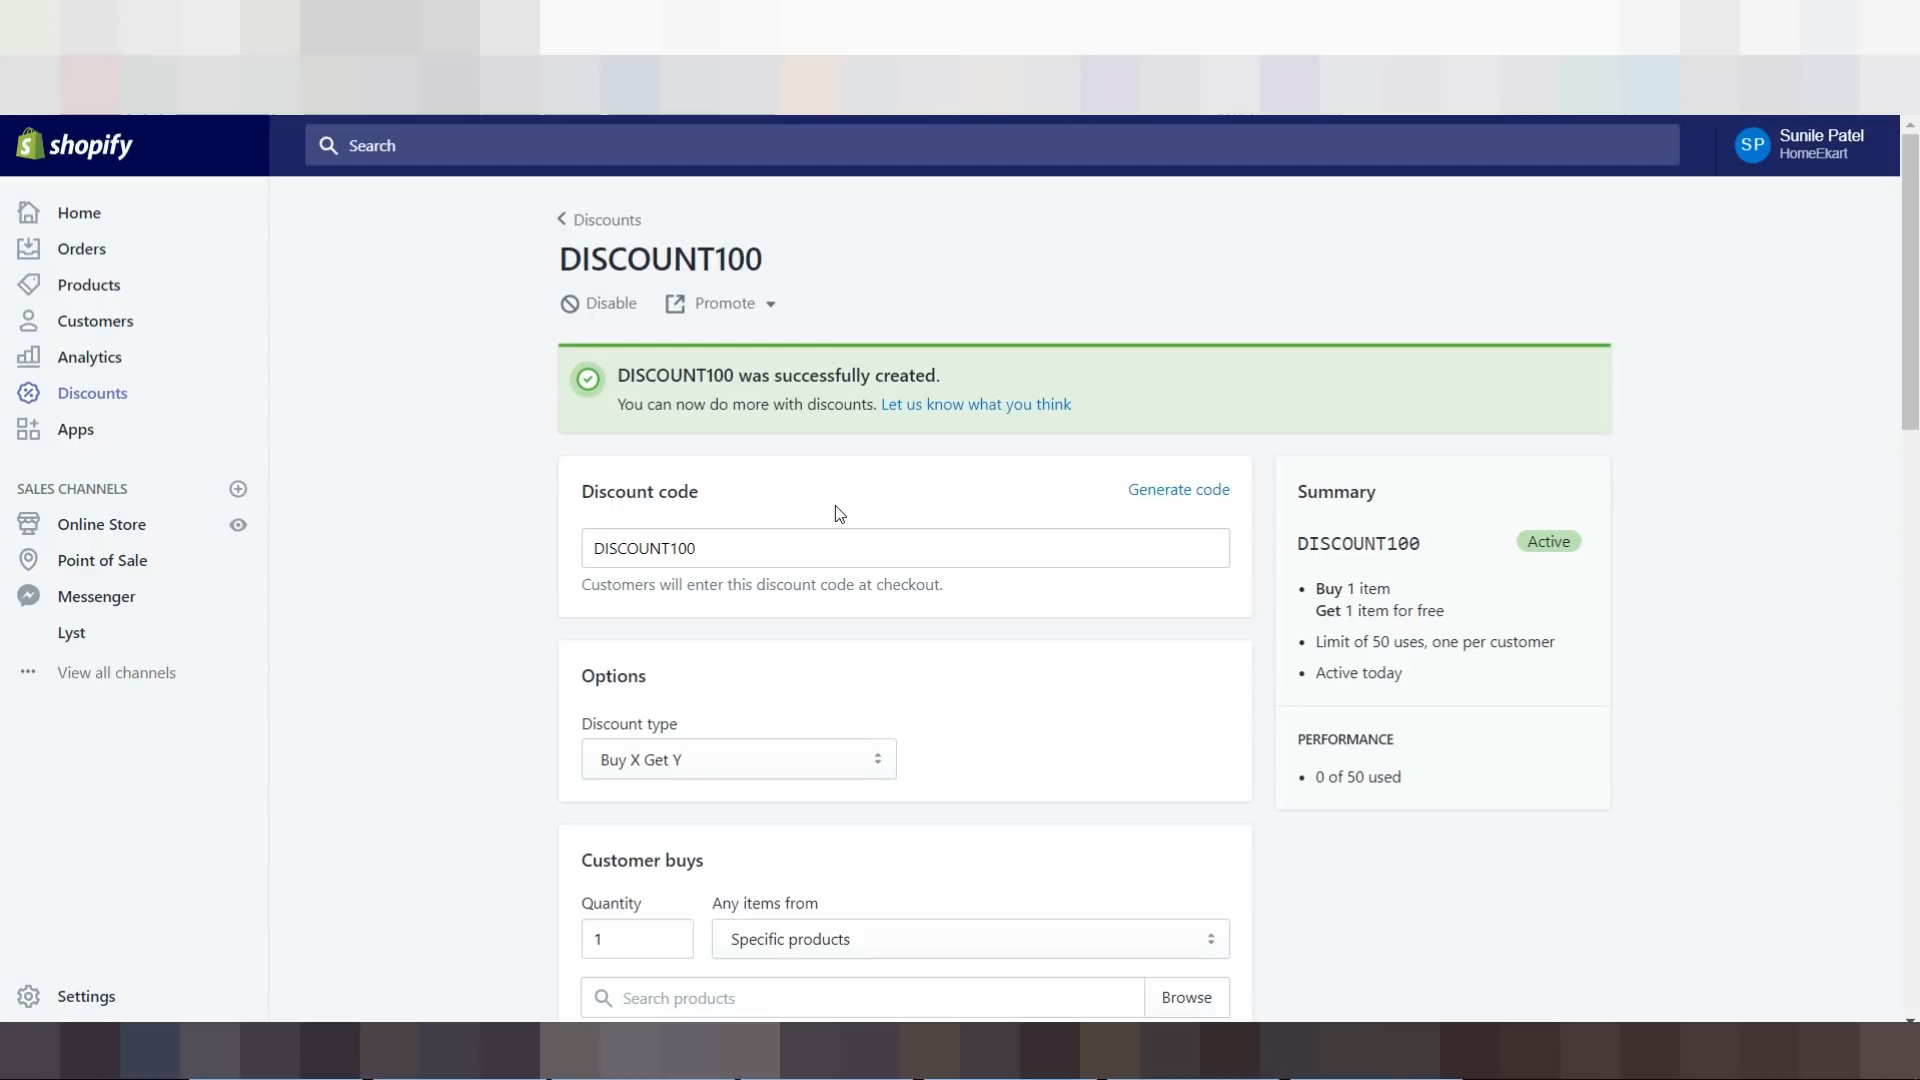 shopify
Search
SP
Sunile Patel
HomeEkart
Home
Orders
Products
Customers
Analytics
Discounts
Apps
SALES CHANNELS
Online Store
Point of Sale
Messenger
Lyst
View all channels
Settings
Discounts
DISCOUNT100
Disable
Promote
DISCOUNT100 was successfully created.
You can now do more with discounts. Let us know what you think
Discount code
Generate code
DISCOUNT100
Customers will enter this discount code at checkout.
Options
Discount type
Buy X Get Y
Customer buys
Quantity
Any items from
1
Specific products
Search products
Browse
Summary
DISCOUNT100
Active
• Buy 1 item
Get 1 item for free
• Limit of 50 uses, one per customer
• Active today
PERFORMANCE
• 0 of 50 used